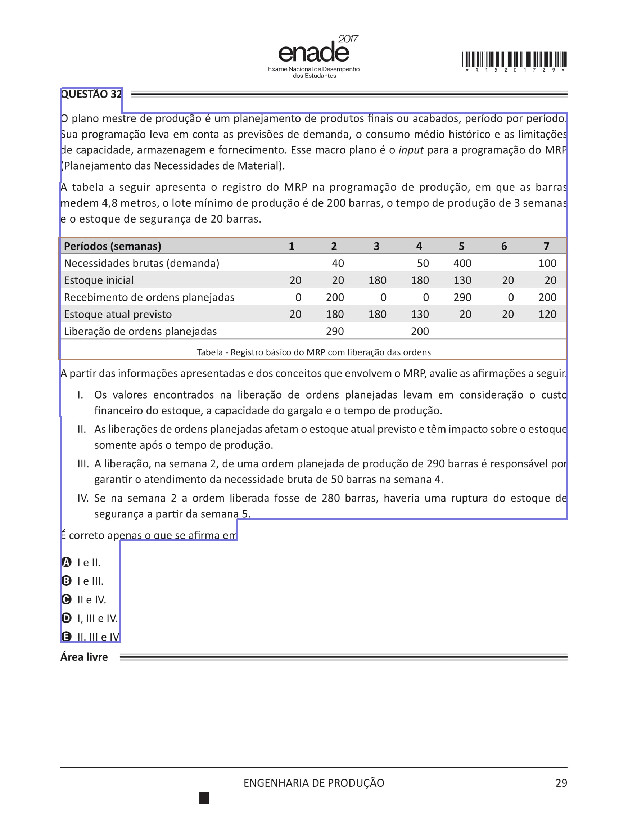 enade 2017
Exame Nacional de Desempenho
dos Estudantes
*R3220172 9*
QUESTÃO 32
O plano mestre de produção é um planejamento de produtos finais ou acabados, período por período.
Sua programação leva em conta as previsões de demanda, o consumo médio histórico e as limitações
de capacidade, armazenagem e fornecimento. Esse macro plano é o input para a programação do MRP
(Planejamento das Necessidades de Material).
A tabela a seguir apresenta o registro do MRP na programação de produção, em que as barras
medem 4,8 metros, o lote mínimo de produção é de 200 barras, o tempo de produção de 3 semanas
e o estoque de segurança de 20 barras.
Períodos (semanas) 1 2 3 4 5 6 7
Necessidades brutas (demanda) 40 50 400 100
Estoque inicial 20 20 180 180 130 20 20
Recebimento de ordens planejadas 0 200 0 0 290 0 200
Estoque atual previsto 20 180 180 130 20 20 120
Liberação de ordens planejadas 290 200
Tabela - Registro básico do MRP com liberação das ordens
A partir das informações apresentadas e dos conceitos que envolvem o MRP, avalie as afirmações a seguir.
I. Os valores encontrados na liberação de ordens planejadas levam em consideração o custo
financeiro do estoque, a capacidade do gargalo e o tempo de produção.
II. As liberações de ordens planejadas afetam o estoque atual previsto e têm impacto sobre o estoque
somente após o tempo de produção.
III. A liberação, na semana 2, de uma ordem planejada de produção de 290 barras é responsável por
garantir o atendimento da necessidade bruta de 50 barras na semana 4.
IV. Se na semana 2 a ordem liberada fosse de 280 barras, haveria uma ruptura do estoque de
segurança a partir da semana 5.
É correto apenas o que se afirma em
A I e II.
B I e III.
C II e IV.
D I, III e IV.
E II, III e IV
Área livre
ENGENHARIA DE PRODUÇÃO 29